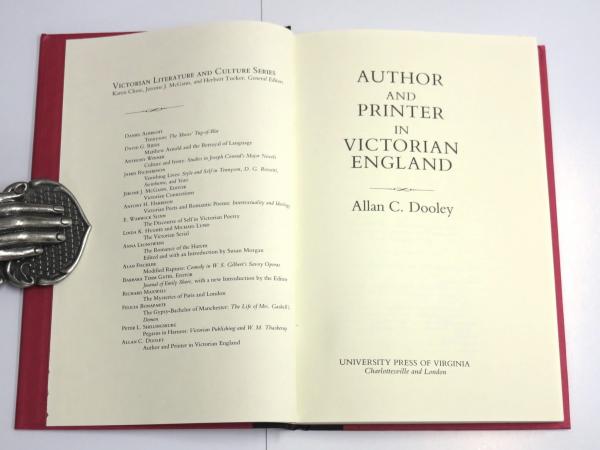 VICTORIAN LITERATURE AND CULTURE SERIES
Karen Chase, Jerome J. McGann, and Herbert Tucker, General Editors
DANIEL ALBRIGHT
Tennyson: The Muses' Tug-of-War
DAVID G. RIEDE
Matthew Arnold and the Betrayal of Language
ANTHONY WINNER
Culture and Irony: Studies in Joseph Conrad's Major Novels
JAMES RICHARDSON
Vanishing Lives: Style and Self in Tennyson, D. G. Rossetti,
Swinburne, and Yeats
JEROME J. MCGANN, EDITOR
Victorian Connections
ANTONY H. HARRISON
Victorian Poets and Romantic Poems: Intertextuality and Ideology
E. WARWICK SLINN
The Discourse of Self in Victorian Poetry
LINDA K. HUGHES AND MICHAEL LUND
The Victorian Serial
ANNA LEONOWENS
The Romance of the Harem
Edited and with an Introduction by Susan Morgan
ALAN FISCHLER
Modified Rapture: Comedy in W. S. Gilbert's Savoy Operas
BARBARA TIMM GATES, EDITOR
Journal of Emily Shore, with a new Introduction by the Editor
RICHARD MAXWELL
The Mysteries of Paris and London
FELICIA BONAPARTE
The Gypsy-Bachelor of Manchester: The Life of Mrs. Gaskell's
Demon
PETER L. SHILLINGSBURG
Pegasus in Harness: Victorian Publishing and W. M. Thackeray
ALLAN C. DOOLEY
Author and Printer in Victorian England
AUTHOR
AND
PRINTER
IN
VICTORIAN
ENGLAND
Allan C. Dooley
UNIVERSITY PRESS OF VIRGINIA
Charlottesville and London